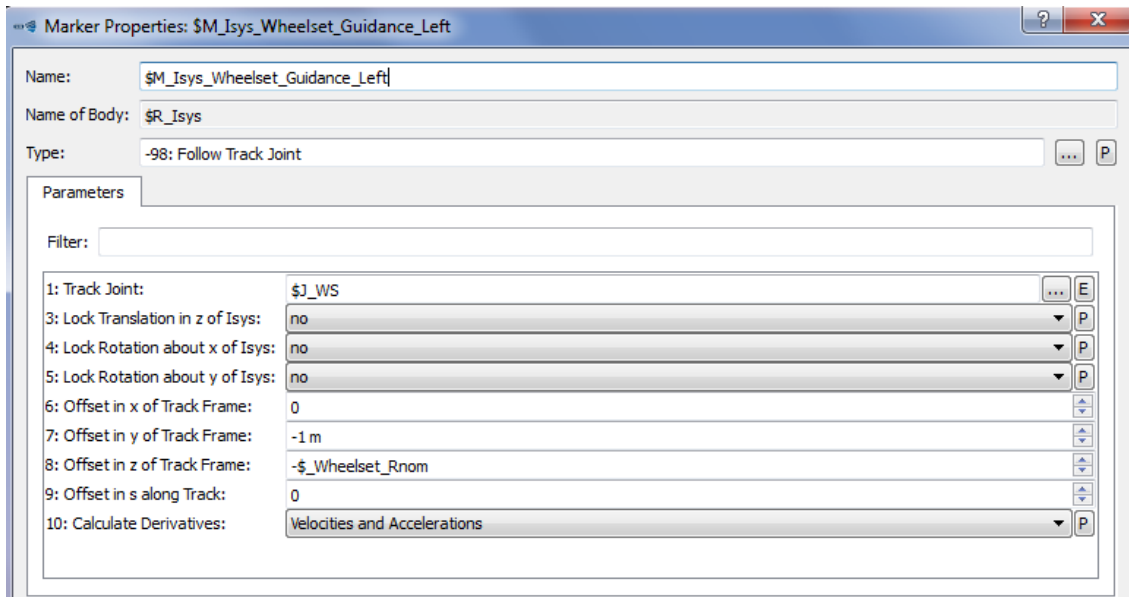 Marker Properties: $M_Isys_Wheelset_Guidance_Left ? X
Name: $M_Isys_Wheelset_Guidance_Left
Name of Body: $R_Isys
Type: -98: Follow Track Joint ... P
Parameters
Filter:
1: Track Joint: $J_WS ... E
3: Lock Translation in z of Isys: no P
4: Lock Rotation about x of Isys: no P
5: Lock Rotation about y of Isys: no P
6: Offset in x of Track Frame: 0
7: Offset in y of Track Frame: -1 m
8: Offset in z of Track Frame: -$_Wheelset_Rnom
9: Offset in s along Track: 0
10: Calculate Derivatives: Velocities and Accelerations P